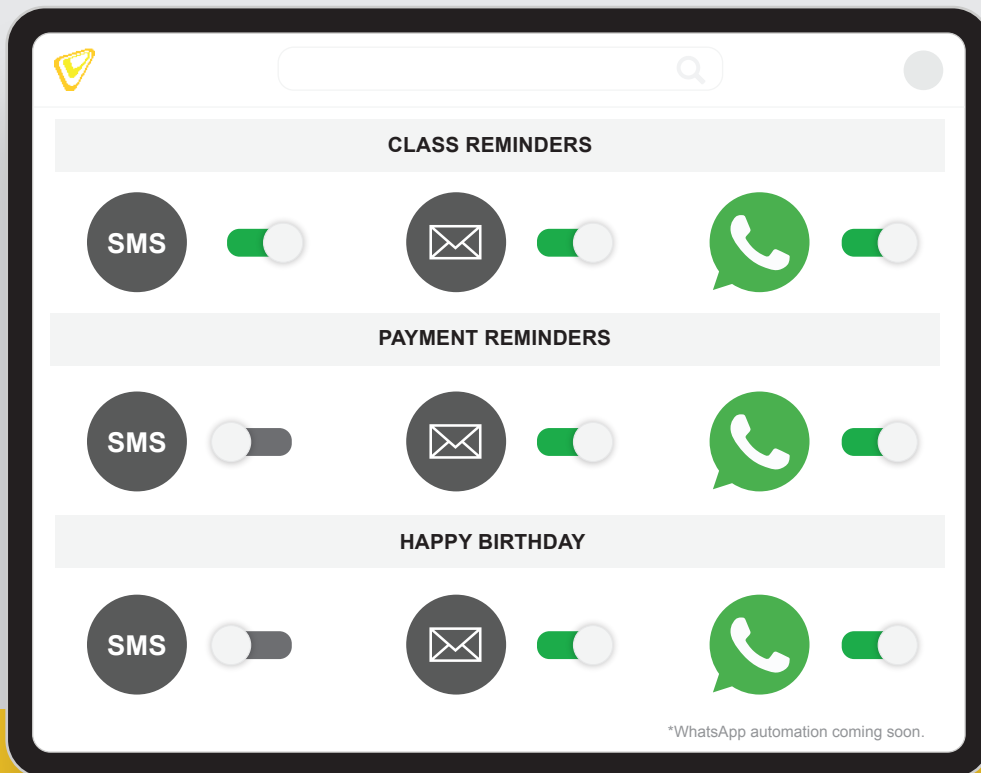 CLASS REMINDERS
SMS
PAYMENT REMINDERS
SMS
HAPPY BIRTHDAY
SMS
*WhatsApp automation coming soon.